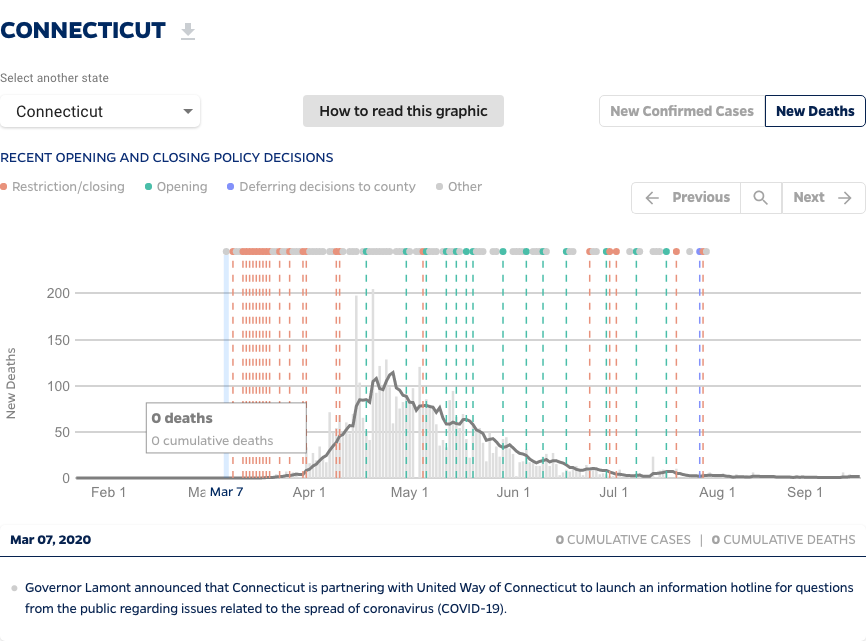 CONNECTICUT
Select another state
Connecticut
How to read this graphic
New Confirmed Cases
New Deaths
RECENT OPENING AND CLOSING POLICY DECISIONS
Restriction/closing
Opening
Deferring decisions to county
Other
Previous
Next
200
150
100
50
0
New Deaths
0 deaths
0 cumulative deaths
Feb 1
Ma
Mar 7
Apr 1
May 1
Jun 1
Jul 1
Aug 1
Sep 1
Mar 07, 2020
0 CUMULATIVE CASES | 0 CUMULATIVE DEATHS
Governor Lamont announced that Connecticut is partnering with United Way of Connecticut to launch an information hotline for questions
from the public regarding issues related to the spread of coronavirus (COVID-19).